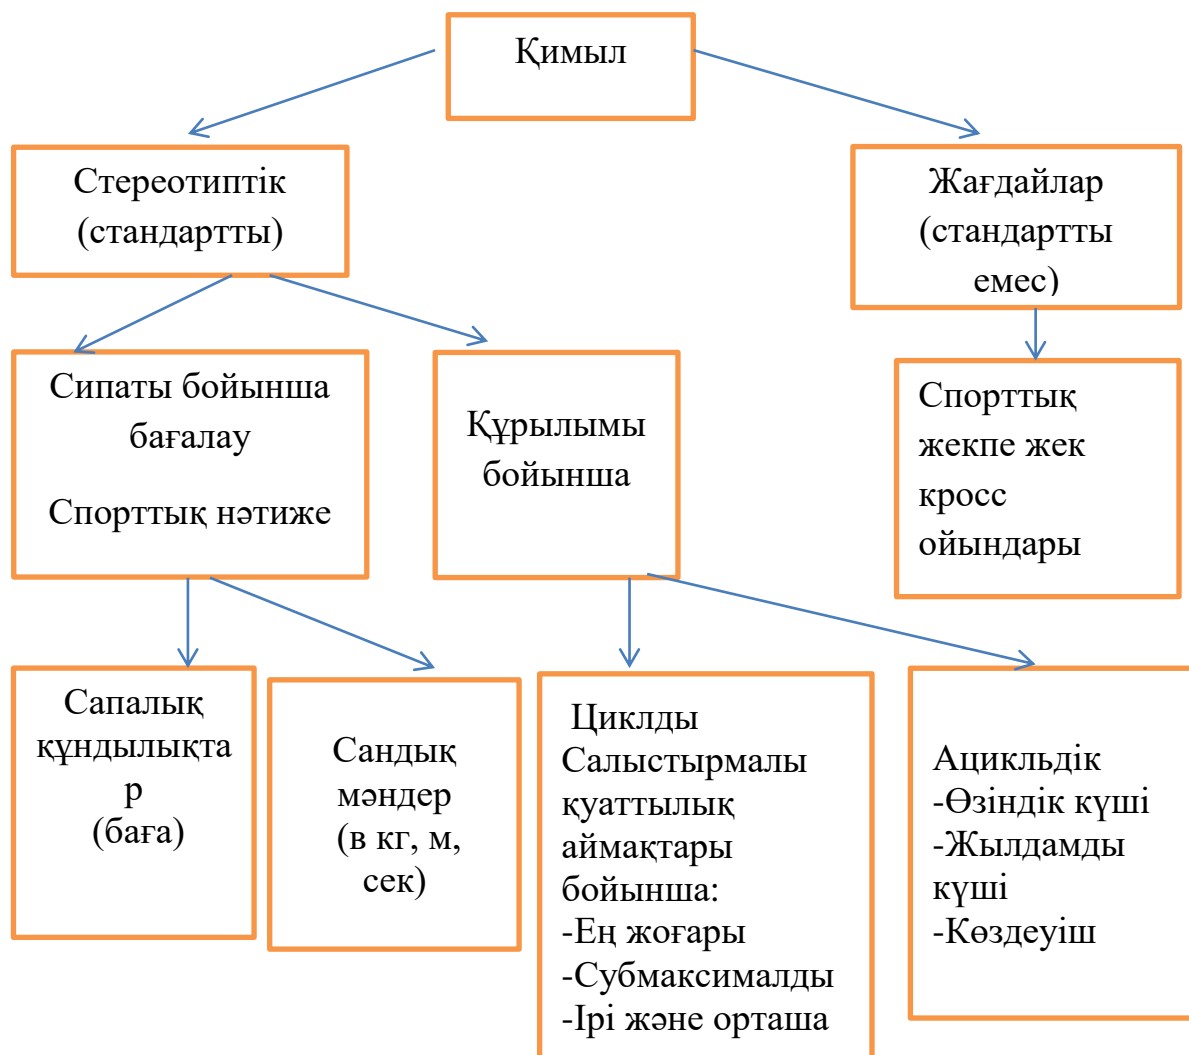 Қимыл
Стереотиптік
(стандартты)
Жағдайлар
(стандартты
емес)
Сипаты бойынша
бағалау
Спорттық нәтиже
Құрылымы
бойынша
Спорттық
жекпе жек
кросс
ойындары
Сапалық
құндылықта
р
(баға)
Сандық
мәндер
(в кг, м,
сек)
Циклды
Салыстырмалы
қуаттылық
аймақтары
бойынша:
-Ең жоғары
-Субмаксималды
-Ірі және орташа
Ацикльдік
-Өзіндік күші
-Жылдамды
күші
-Көздеуіш